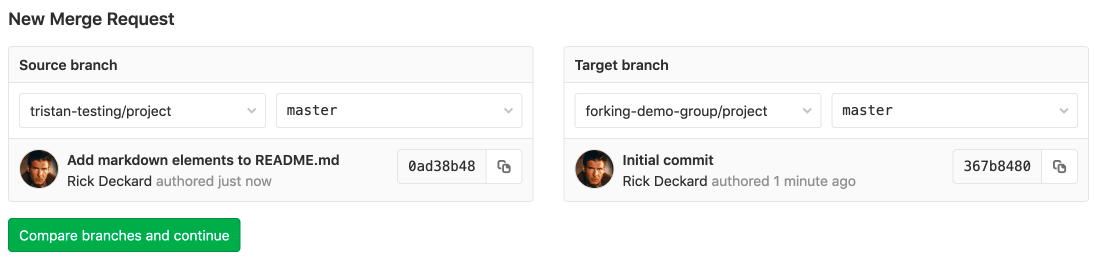 New Merge Request
Source branch
tristan-testing/project
master
Add markdown elements to README.md
Rick Deckard authored just now
0ad38b48
Target branch
forking-demo-group/project
master
Initial commit
Rick Deckard authored 1 minute ago
367b8480
Compare branches and continue